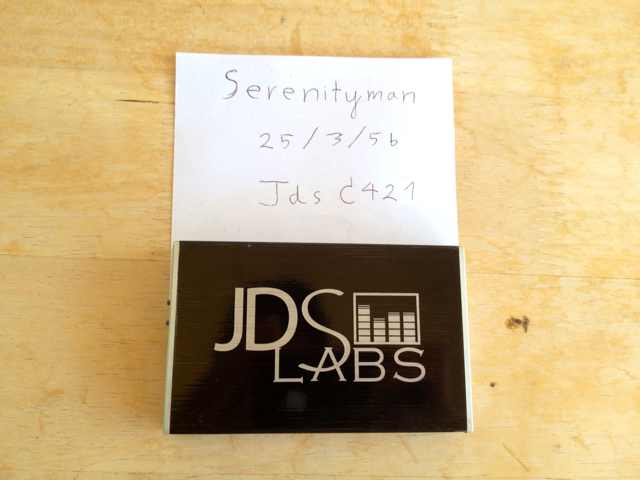 Serenityman
25/3/56
Jds C421
JDS
LABS